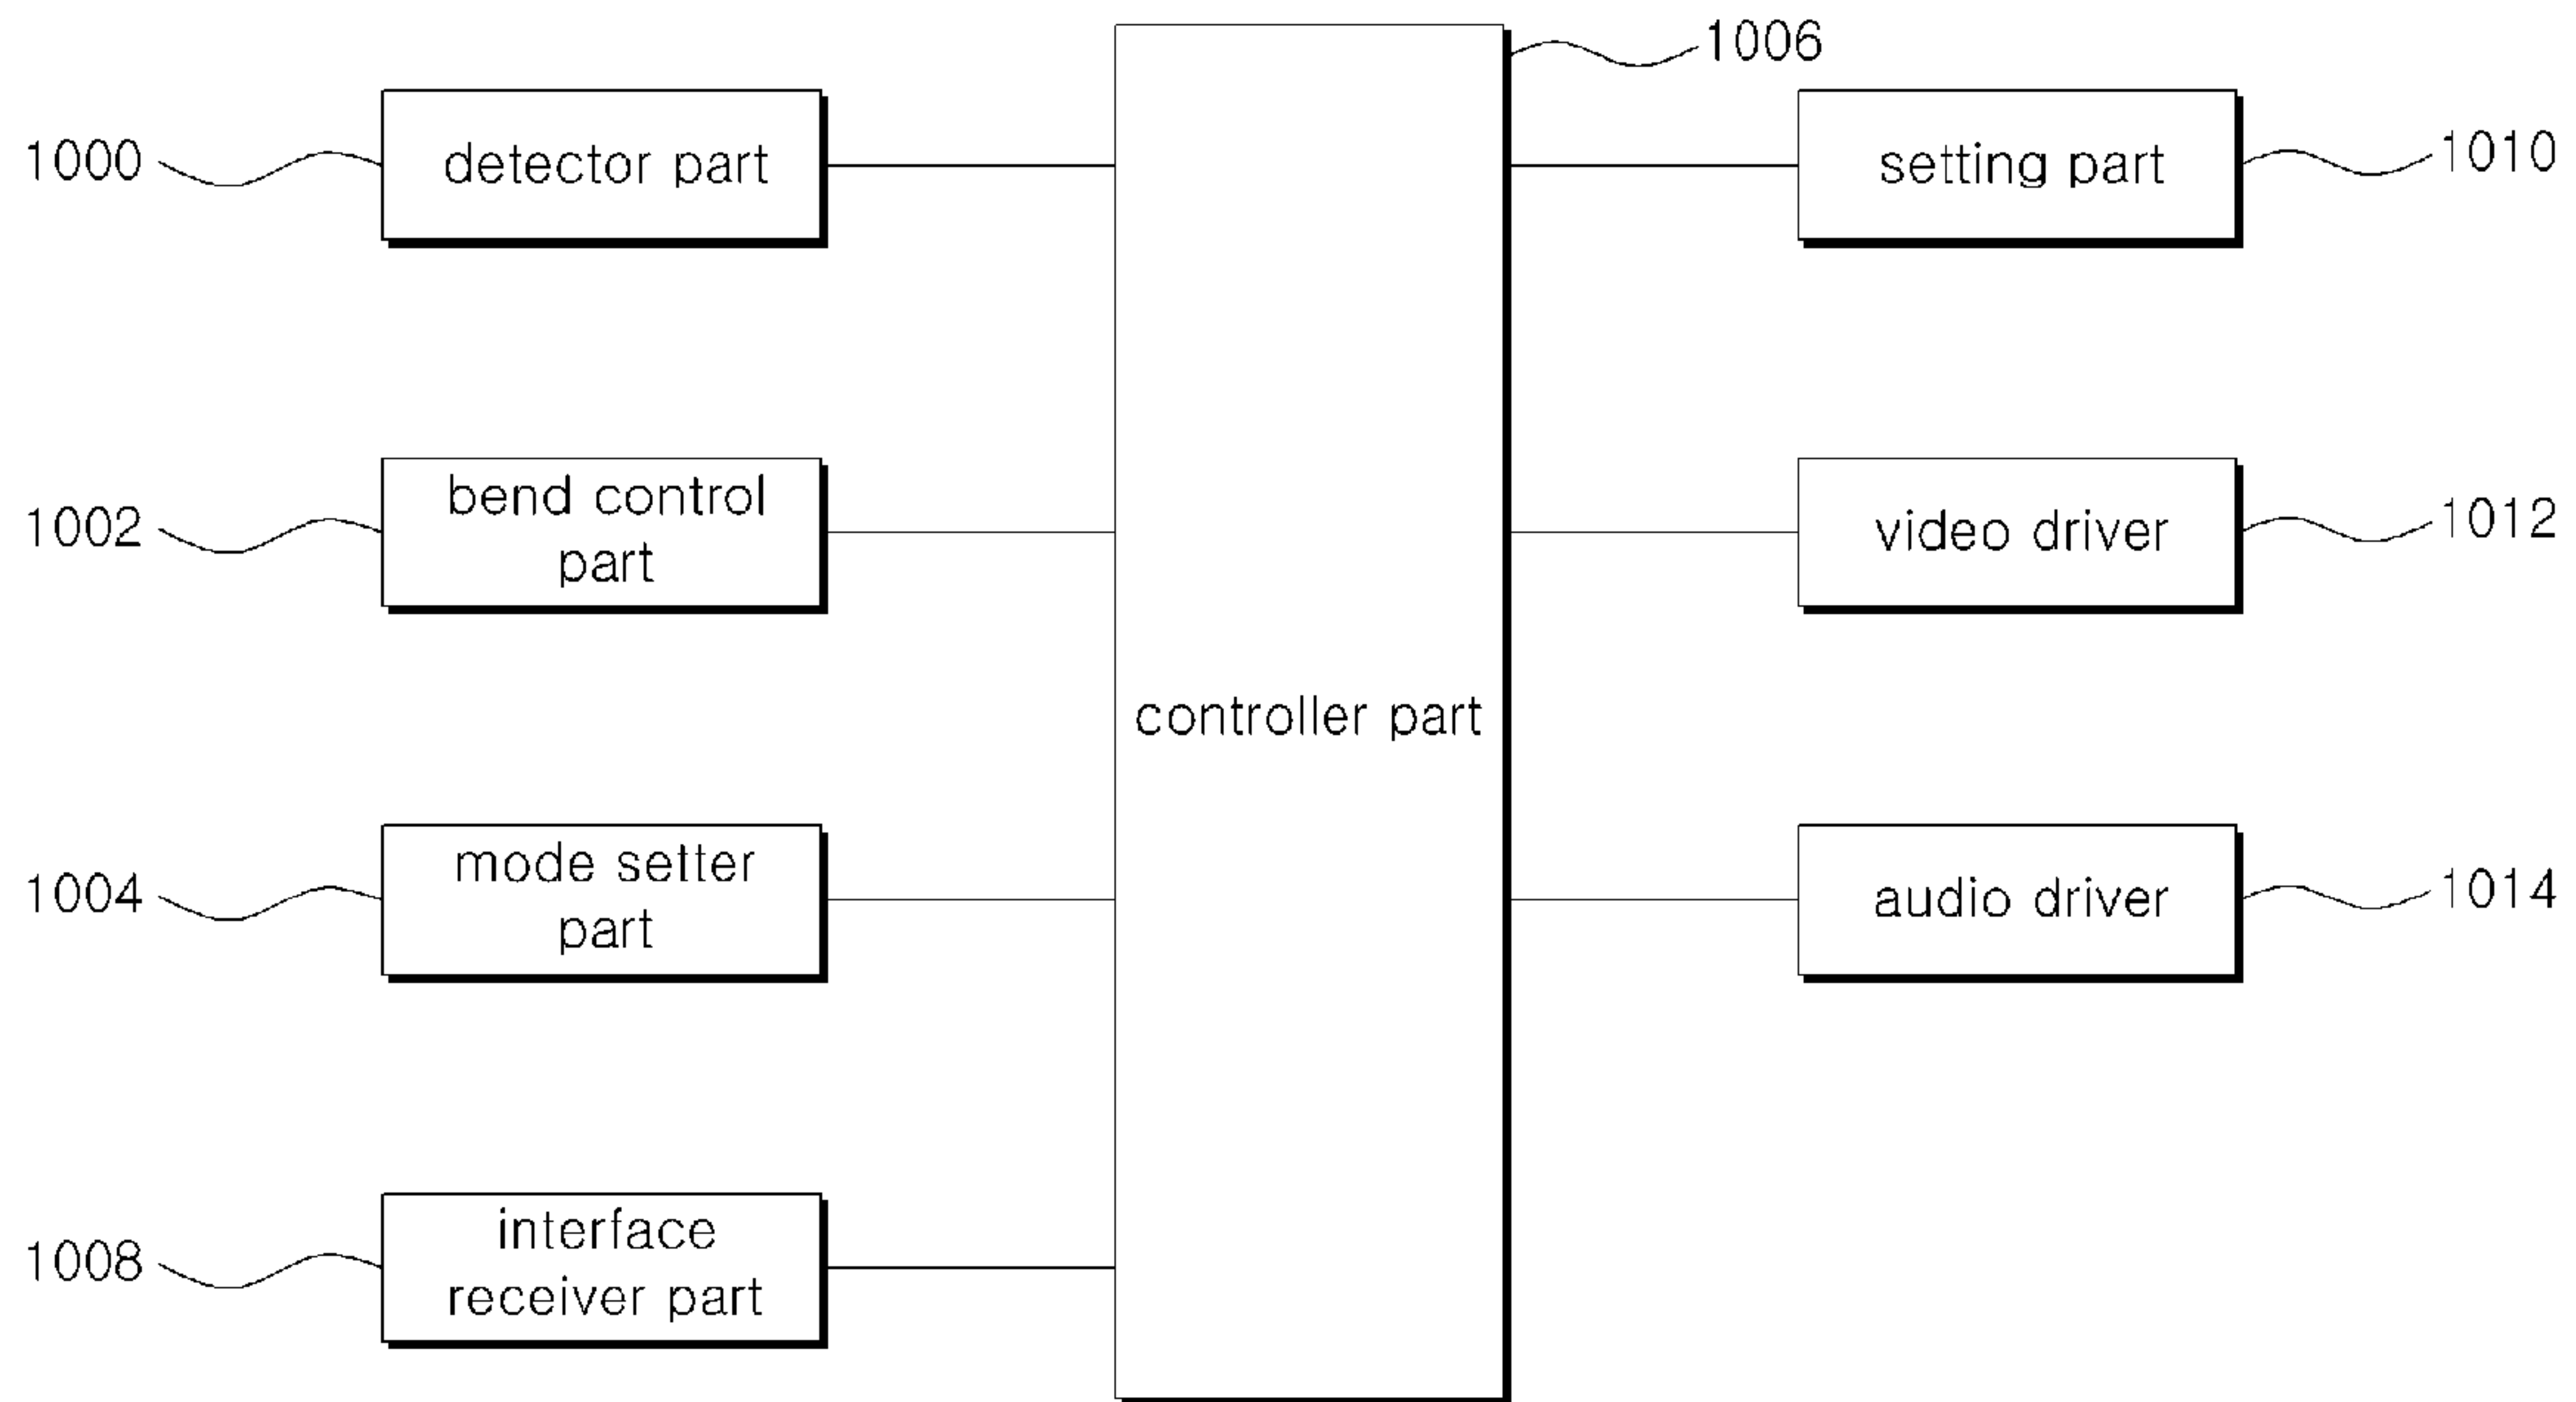 1006
1000
detector part
setting part
1010
1002
bend control
part
video driver
1012
controller part
1004
mode setter
part
audio driver
1014
1008
interface
receiver part